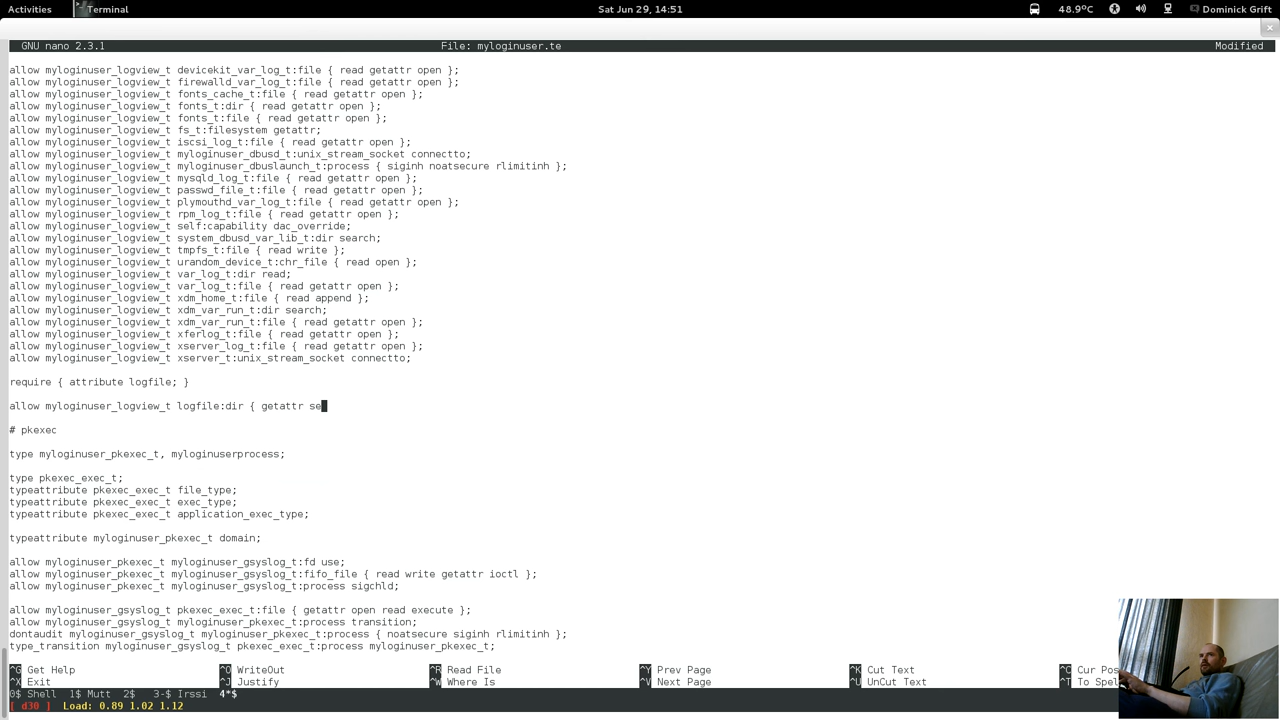 Activities Terminal Sat Jun 29, 14:51 48.9°C Dominick Grift
GNU nano 2.3.1 File: myloginuser.te Modified
allow myloginuser_logview_t devicekit_var_log_t:file { read getattr open };
allow myloginuser_logview_t firewalld_var_log_t:file { read getattr open };
allow myloginuser_logview_t fonts_cache_t:file { read getattr open };
allow myloginuser_logview_t fonts_t:dir { read getattr open };
allow myloginuser_logview_t fonts_t:file { read getattr open };
allow myloginuser_logview_t fs_t:filesystem getattr;
allow myloginuser_logview_t iscsi_log_t:file { read getattr open };
allow myloginuser_logview_t myloginuser_dbusd_t:unix_stream_socket connectto;
allow myloginuser_logview_t myloginuser_dbuslaunch_t:process { siginh noatsecure rlimitinh };
allow myloginuser_logview_t mysqld_log_t:file { read getattr open };
allow myloginuser_logview_t passwd_file_t:file { read getattr open };
allow myloginuser_logview_t plymouthd_var_log_t:file { read getattr open };
allow myloginuser_logview_t rpm_log_t:file { read getattr open };
allow myloginuser_logview_t self:capability dac_override;
allow myloginuser_logview_t system_dbusd_var_lib_t:dir search;
allow myloginuser_logview_t tmpfs_t:file { read write };
allow myloginuser_logview_t urandom_device_t:chr_file { read open };
allow myloginuser_logview_t var_log_t:dir read;
allow myloginuser_logview_t var_log_t:file { read getattr open };
allow myloginuser_logview_t xdm_home_t:file { read append };
allow myloginuser_logview_t xdm_var_run_t:dir search;
allow myloginuser_logview_t xdm_var_run_t:file { read getattr open };
allow myloginuser_logview_t xferlog_t:file { read getattr open };
allow myloginuser_logview_t xserver_log_t:file { read getattr open };
allow myloginuser_logview_t xserver_t:unix_stream_socket connectto;
require { attribute logfile; }
allow myloginuser_logview_t logfile:dir { getattr se
# pkexec
type myloginuser_pkexec_t, myloginuserprocess;
type pkexec_exec_t;
typeattribute pkexec_exec_t file_type;
typeattribute pkexec_exec_t exec_type;
typeattribute pkexec_exec_t application_exec_type;
typeattribute myloginuser_pkexec_t domain;
allow myloginuser_pkexec_t myloginuser_gsyslog_t:fd use;
allow myloginuser_pkexec_t myloginuser_gsyslog_t:fifo_file { read write getattr ioctl };
allow myloginuser_pkexec_t myloginuser_gsyslog_t:process sigchld;
allow myloginuser_gsyslog_t pkexec_exec_t:file { getattr open read execute };
allow myloginuser_gsyslog_t myloginuser_pkexec_t:process transition;
dontaudit myloginuser_gsyslog_t myloginuser_pkexec_t:process { noatsecure siginh rlimitinh };
type_transition myloginuser_gsyslog_t pkexec_exec_t:process myloginuser_pkexec_t;
^G Get Help ^O WriteOut ^R Read File ^Y Prev Page ^K Cut Text ^C Cur Pos
^X Exit ^J Justify ^W Where Is ^V Next Page ^U UnCut Text ^T To Spel
0$ Shell 1$ Mutt 2$ 3-$ Irssi 4*$
[ d30 ] Load: 0.89 1.02 1.12